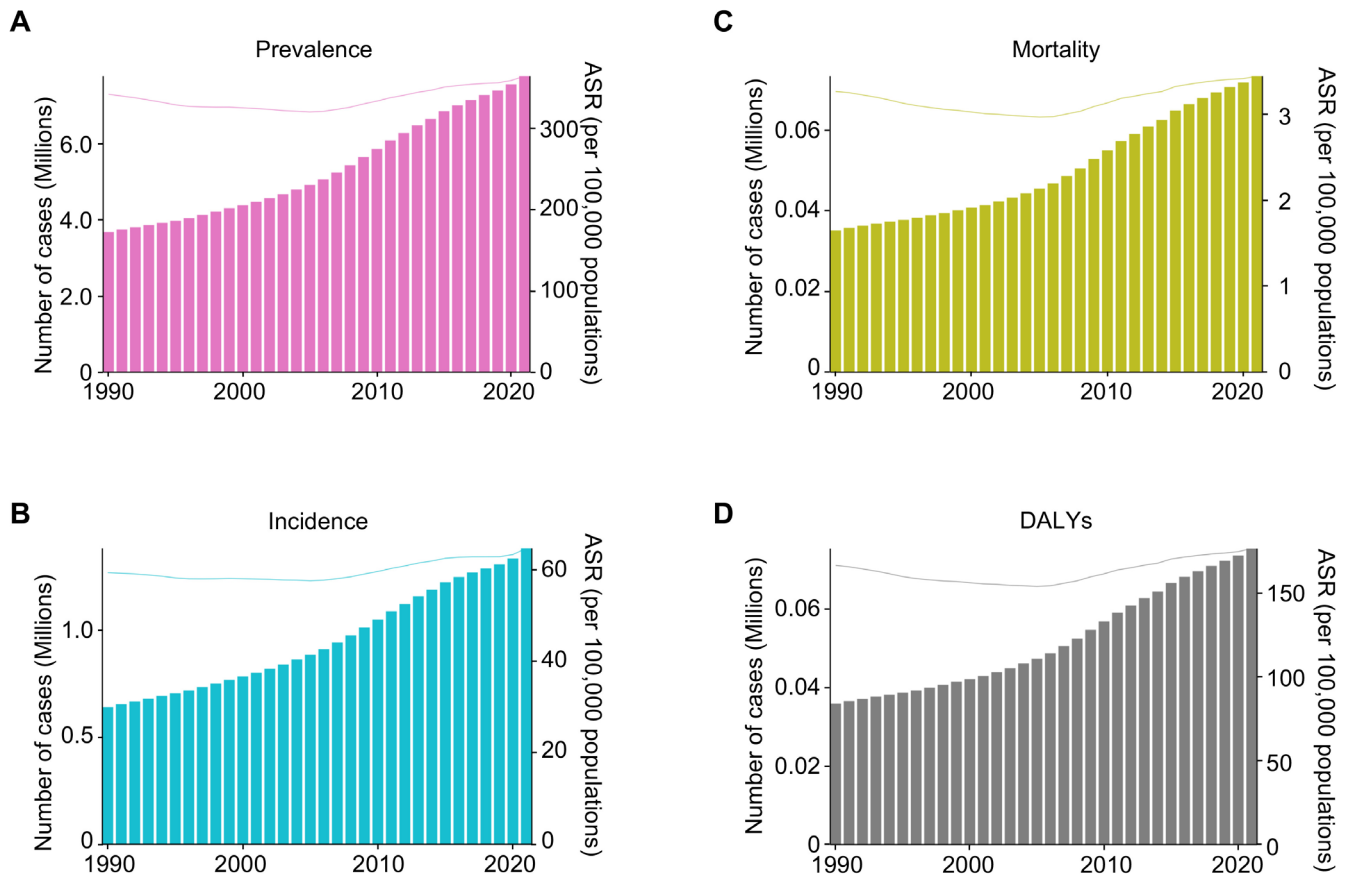 A
Prevalence
Number of cases (Millions)
6.0
4.0
2.0
0
300
200
100
0
ASR (per 100,000 populations)
1990 2000 2010 2020
B
Incidence
Number of cases (Millions)
1.0
0.5
0
60
40
20
0
ASR (per 100,000 populations)
1990 2000 2010 2020
C
Mortality
Number of cases (Millions)
0.06
0.04
0.02
0
3
2
1
0
ASR (per 100,000 populations)
1990 2000 2010 2020
D
DALYs
Number of cases (Millions)
0.06
0.04
0.02
0
150
100
50
0
ASR (per 100,000 populations)
1990 2000 2010 2020